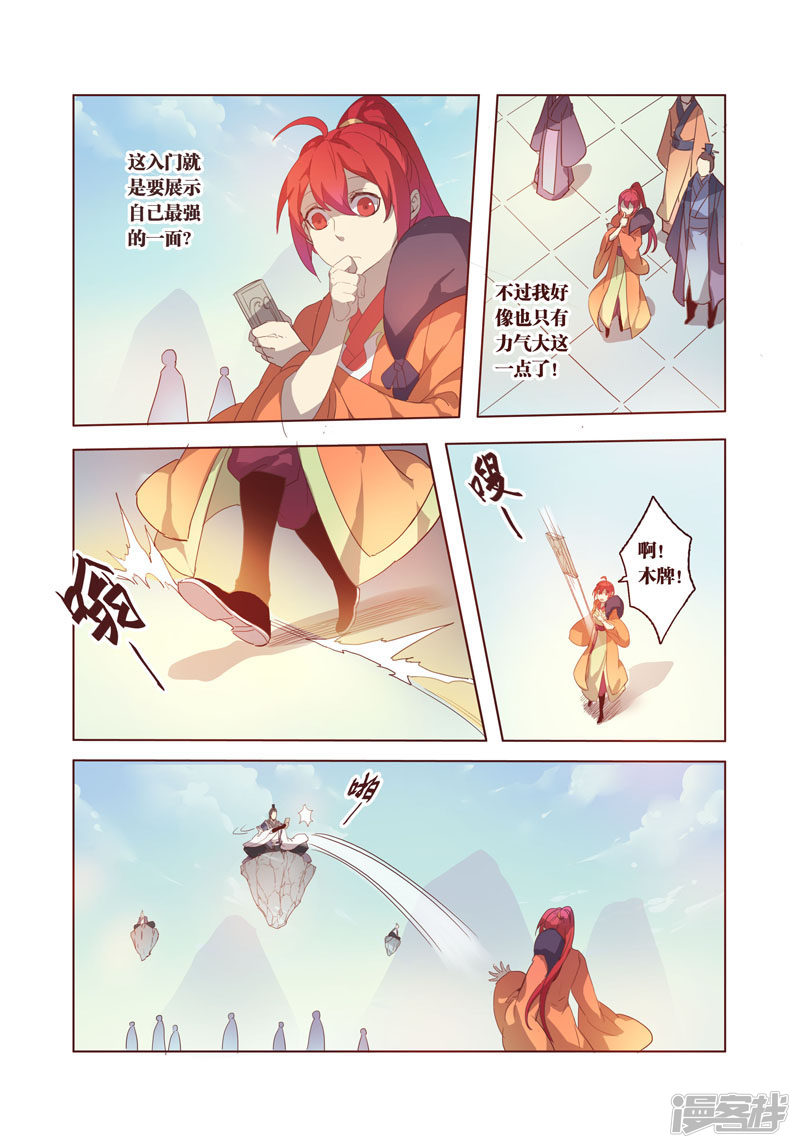 这入门就
是要展示
自己最强
的一面？
不过我好
像也只有
力气大这
一点了！
嗖
啊！
木牌！
啪
漫客栈